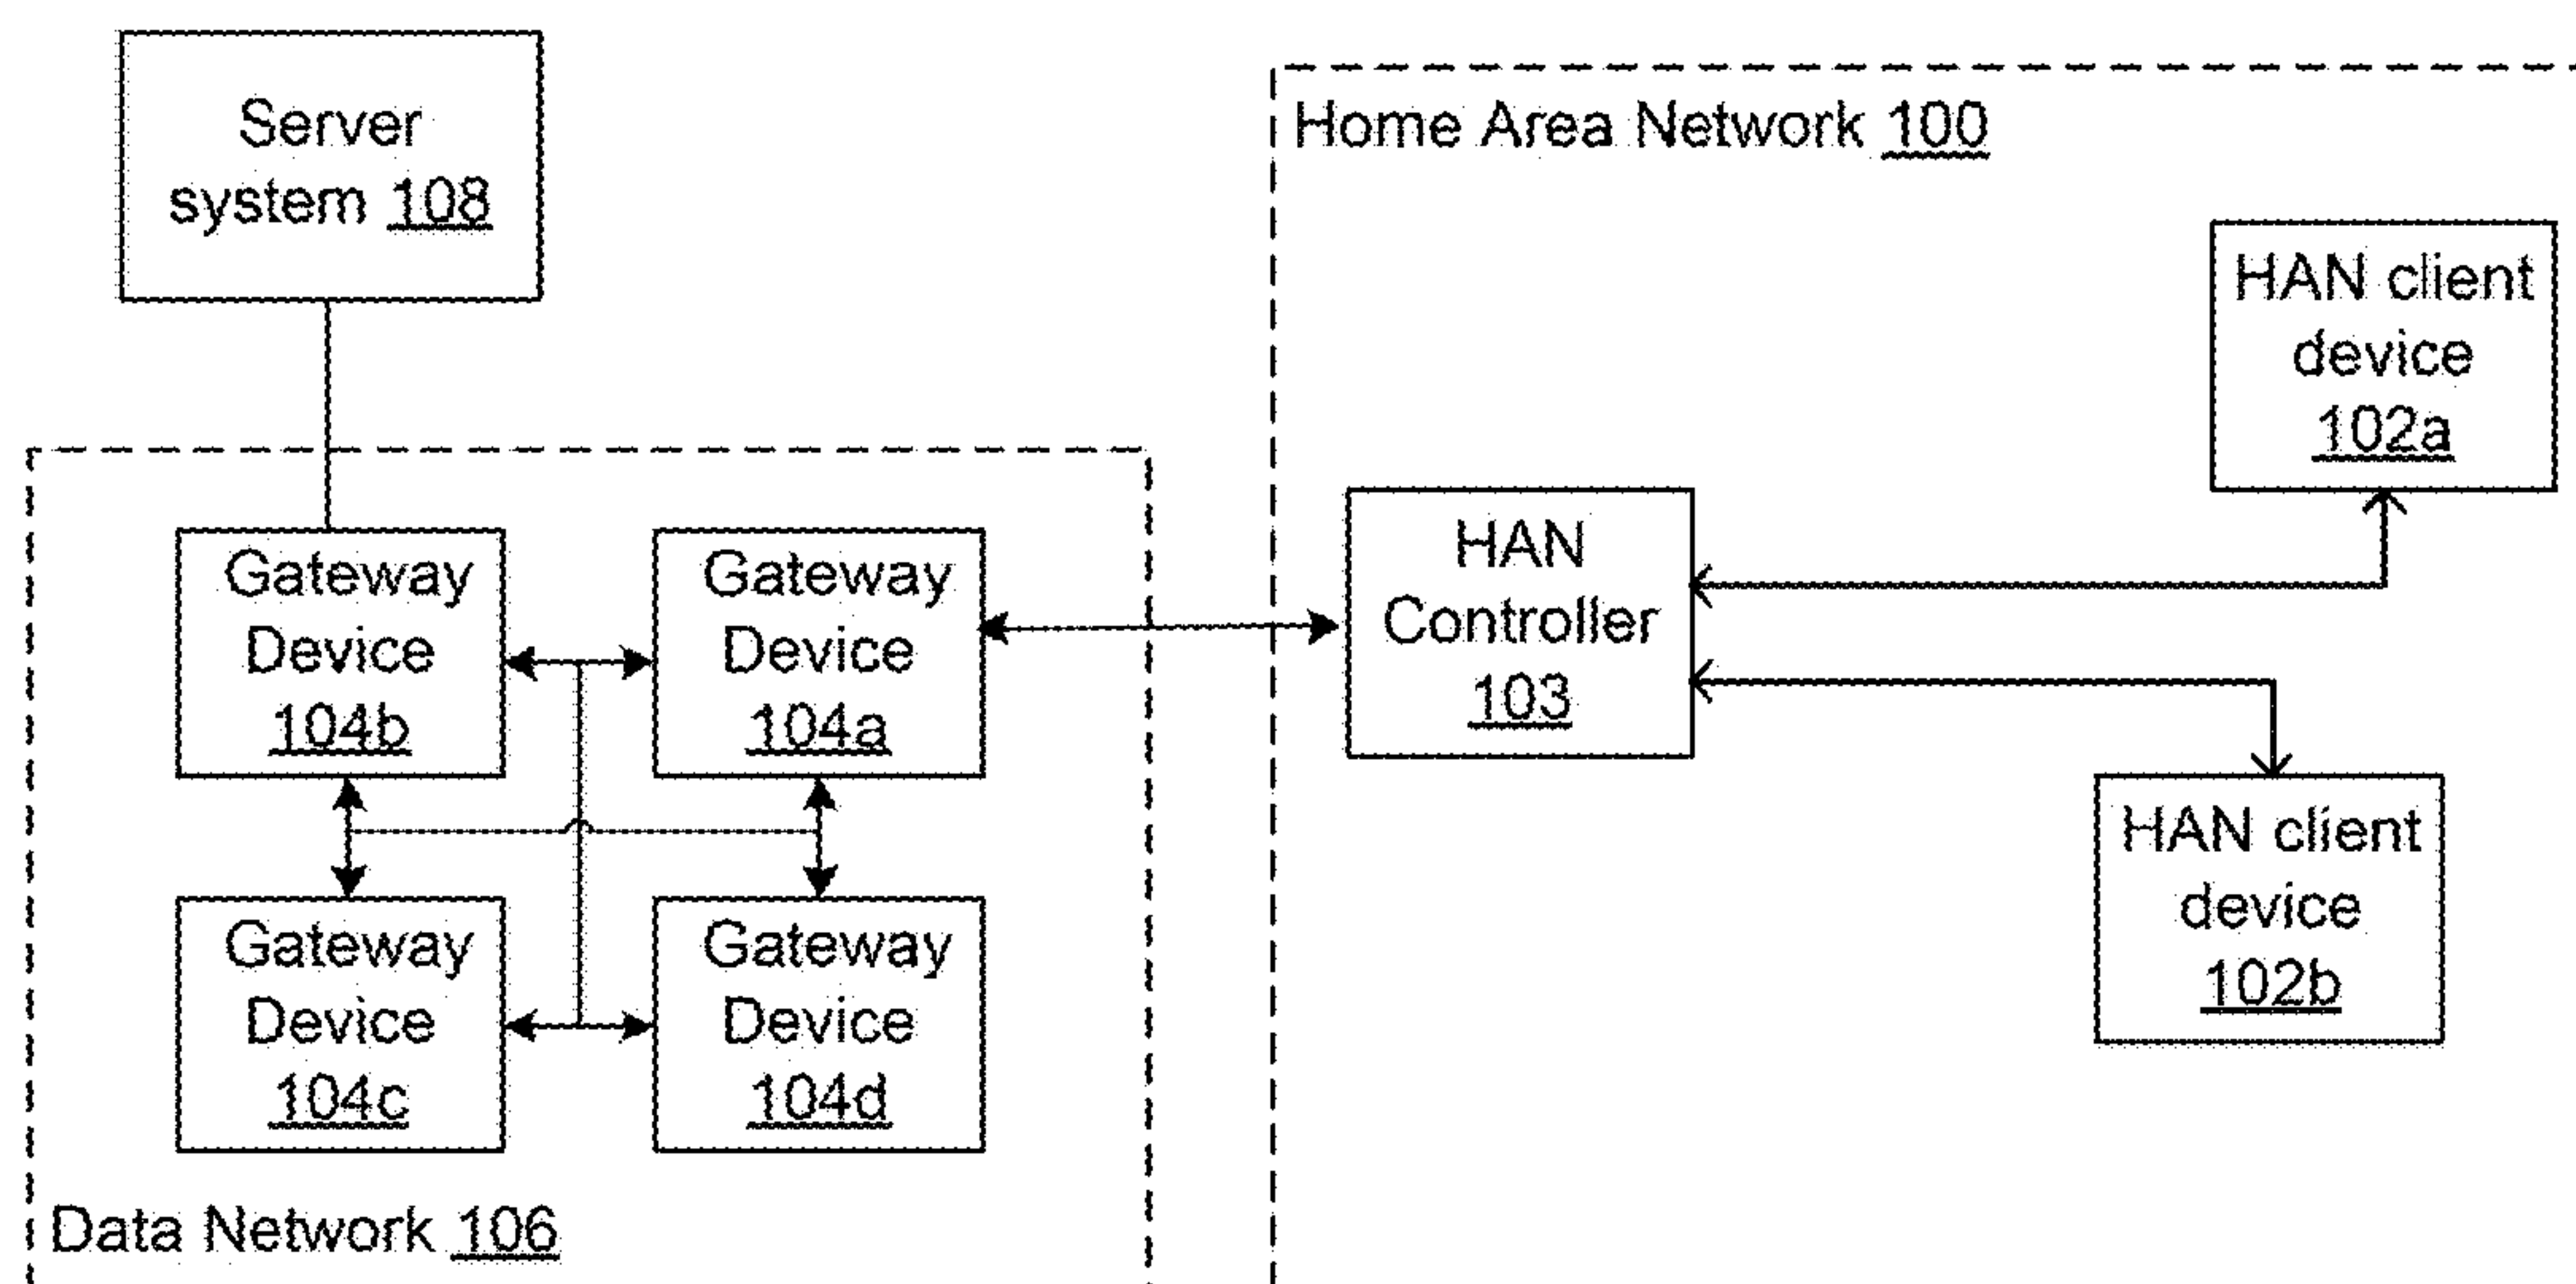 Server
system 108
Home Area Network 100
HAN client
device
102a
Gateway
Device
104b
Gateway
Device
104a
HAN
Controller
103
HAN client
device
102b
Gateway
Device
104c
Gateway
Device
104d
Data Network 106